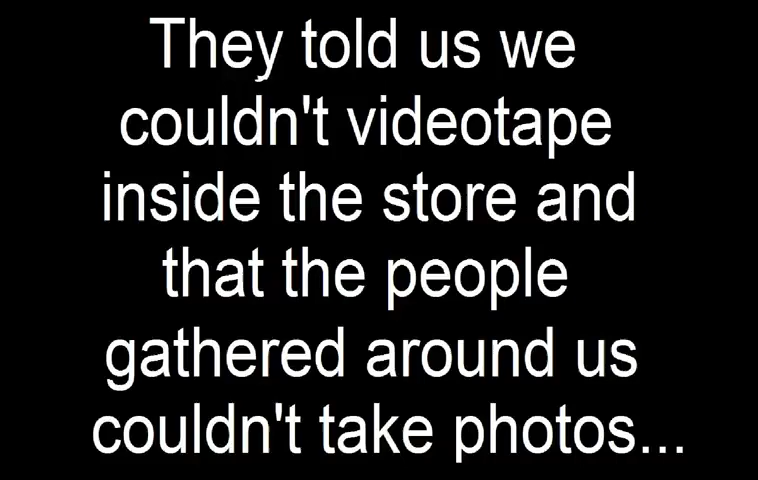 They told us we
couldn't videotape
inside the store and
that the people
gathered around us
couldn't take photos...